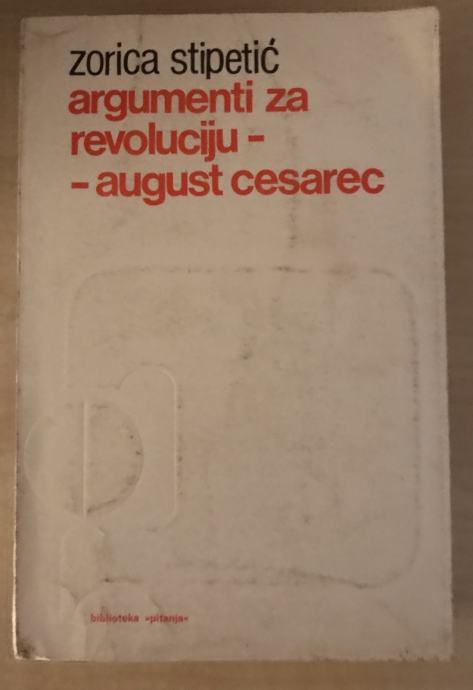 zorica stipetić
argumenti za
revoluciju -
- august cesarec
biblioteka »pitanja«